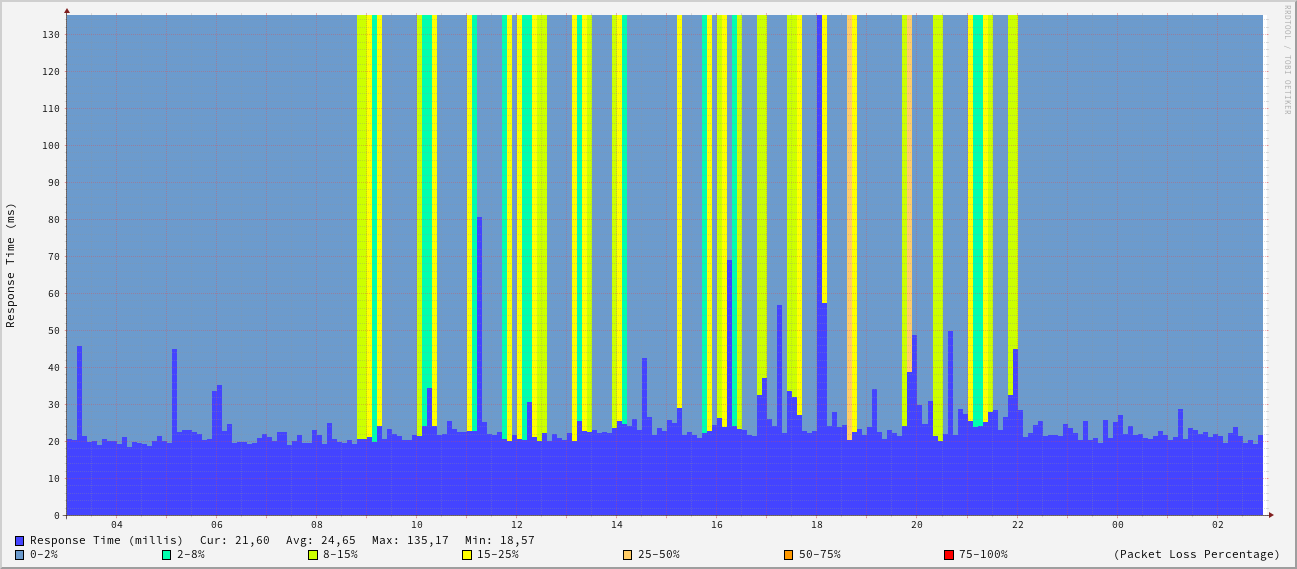 RRDTOOL / TOBI OETIKER
Response Time (ms)
130
120
110
100
90
80
70
60
50
40
30
20
10
0
04 06 08 10 12 14 16 18 20 22 00 02
Response Time (millis) Cur: 21,60 Avg: 24,65 Max: 135,17 Min: 18,57
0-2% 2-8% 8-15% 15-25% 25-50% 50-75% 75-100% (Packet Loss Percentage)